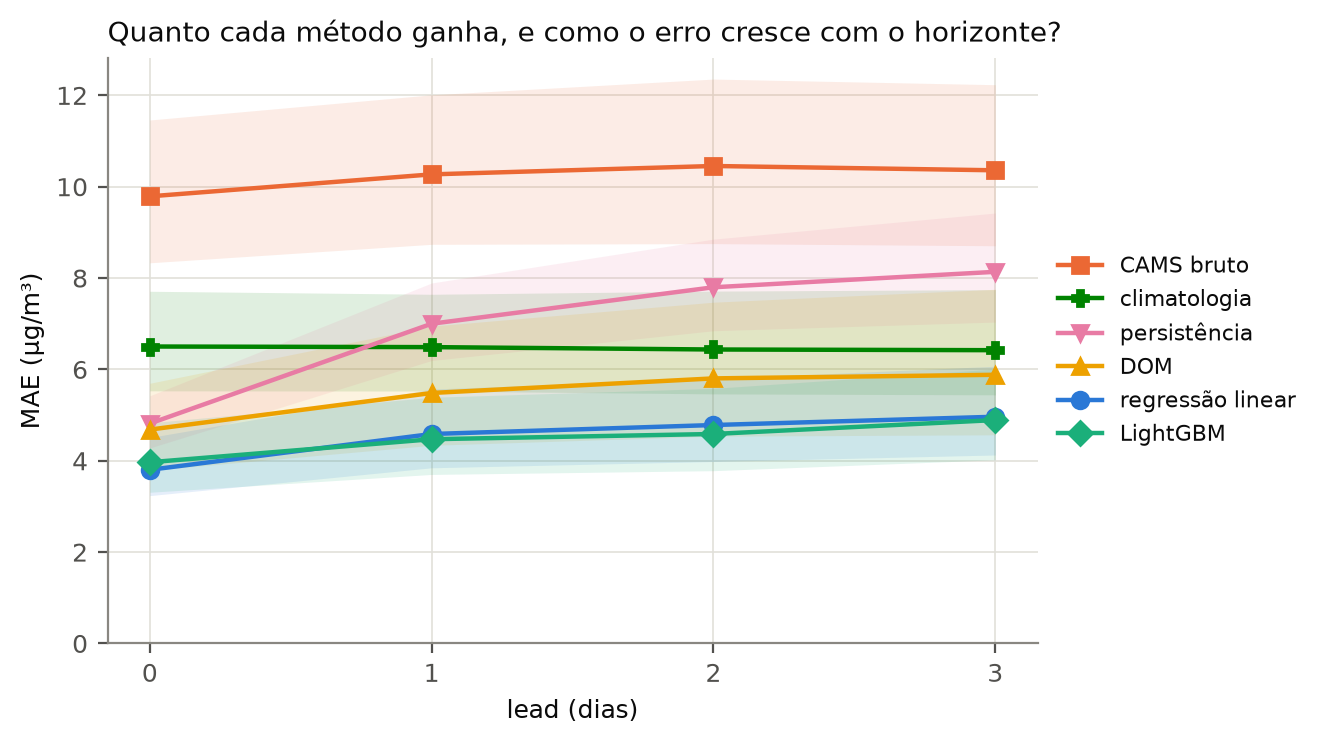 Quanto cada método ganha, e como o erro cresce com o horizonte?
MAE (µg/m³)
12
10
8
6
4
2
0
0 1 2 3
lead (dias)
CAMS bruto
climatologia
persistência
DOM
regressão linear
LightGBM